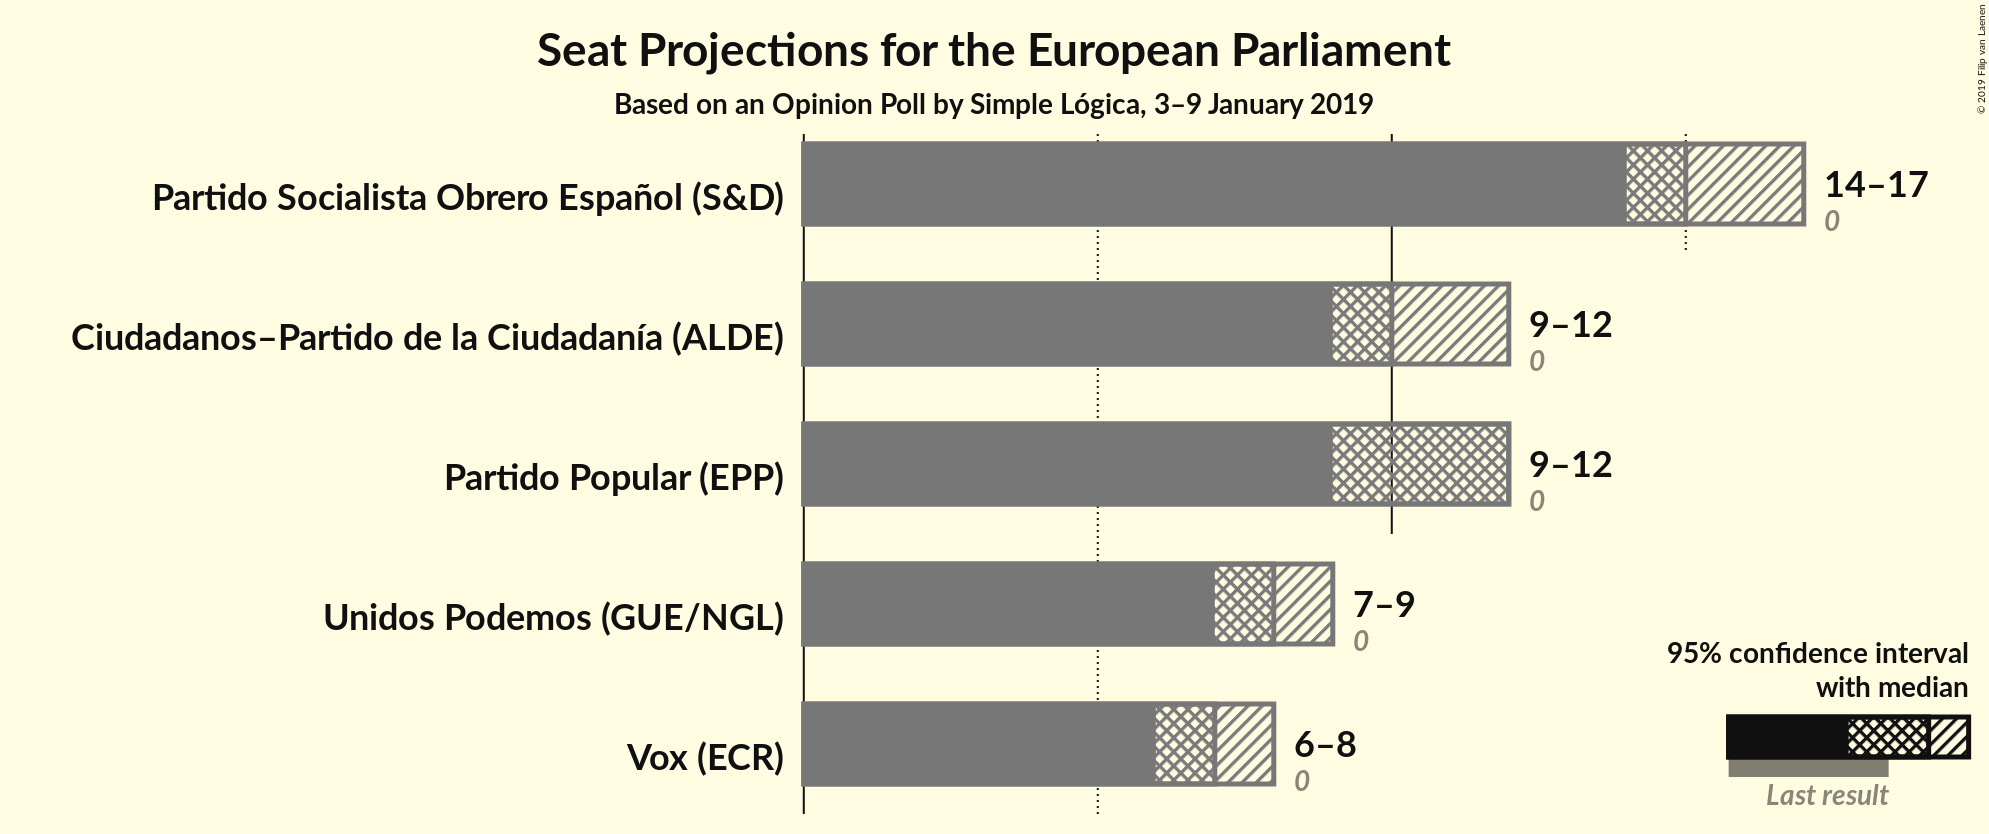 Seat Projections for the European Parliament
Based on an Opinion Poll by Simple Lógica, 3–9 January 2019
© 2019 Filip van Laenen
Partido Socialista Obrero Español (S&D)
14–17
0
Ciudadanos–Partido de la Ciudadanía (ALDE)
9–12
0
Partido Popular (EPP)
9–12
0
Unidos Podemos (GUE/NGL)
7–9
0
Vox (ECR)
6–8
0
95% confidence interval
with median
Last result